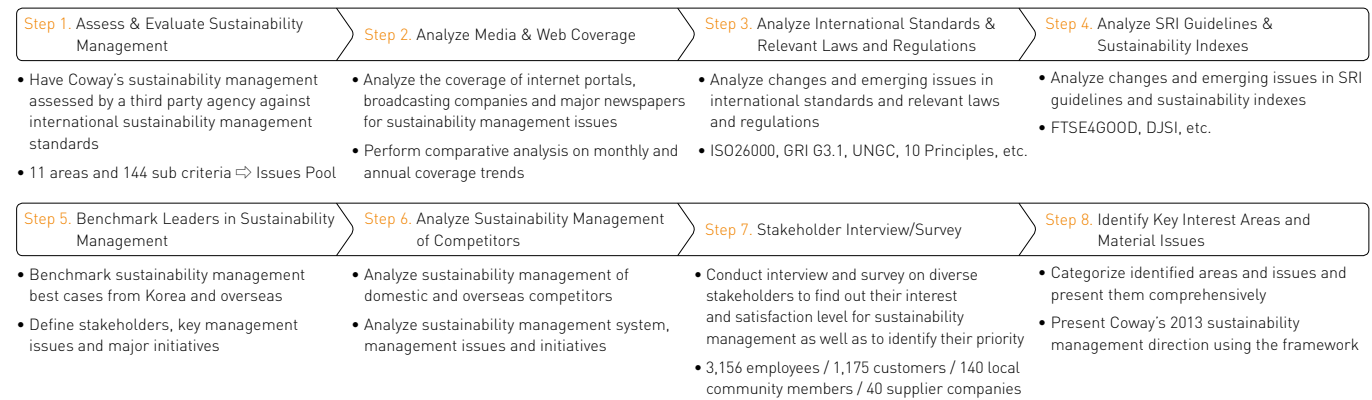 Step 1. Assess & Evaluate Sustainability
Management
• Have Coway's sustainability management
assessed by a third party agency against
international sustainability management
standards
• 11 areas and 144 sub criteria ⇨ Issues Pool
Step 2. Analyze Media & Web Coverage
• Analyze the coverage of internet portals,
broadcasting companies and major newspapers
for sustainability management issues
• Perform comparative analysis on monthly and
annual coverage trends
Step 3. Analyze International Standards &
Relevant Laws and Regulations
• Analyze changes and emerging issues in
international standards and relevant laws
and regulations
• ISO26000, GRI G3.1, UNGC, 10 Principles, etc.
Step 4. Analyze SRI Guidelines &
Sustainability Indexes
• Analyze changes and emerging issues in SRI
guidelines and sustainability indexes
• FTSE4GOOD, DJSI, etc.
Step 5. Benchmark Leaders in Sustainability
Management
• Benchmark sustainability management
best cases from Korea and overseas
• Define stakeholders, key management
issues and major initiatives
Step 6. Analyze Sustainability Management
of Competitors
• Analyze sustainability management of
domestic and overseas competitors
• Analyze sustainability management system,
management issues and initiatives
Step 7. Stakeholder Interview/Survey
• Conduct interview and survey on diverse
stakeholders to find out their interest
and satisfaction level for sustainability
management as well as to identify their priority
• 3,156 employees / 1,175 customers / 140 local
community members / 40 supplier companies
Step 8. Identify Key Interest Areas and
Material Issues
• Categorize identified areas and issues and
present them comprehensively
• Present Coway's 2013 sustainability
management direction using the framework